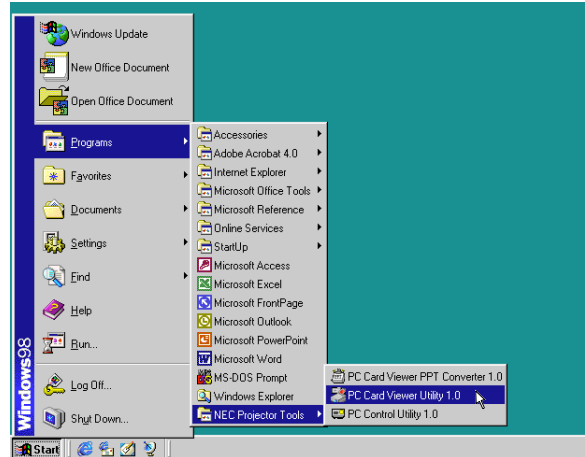 Windows Update
New Office Document
Open Office Document
Programs
Favorites
Documents
Settings
Find
Help
Run...
Log Off...
Shut Down...
Windows98
Accessories
Adobe Acrobat 4.0
Internet Explorer
Microsoft Office Tools
Microsoft Reference
Online Services
StartUp
Microsoft Access
Microsoft Excel
Microsoft FrontPage
Microsoft Outlook
Microsoft PowerPoint
Microsoft Word
MS-DOS Prompt
Windows Explorer
NEC Projector Tools
PC Card Viewer PPT Converter 1.0
PC Card Viewer Utility 1.0
PC Control Utility 1.0
Start